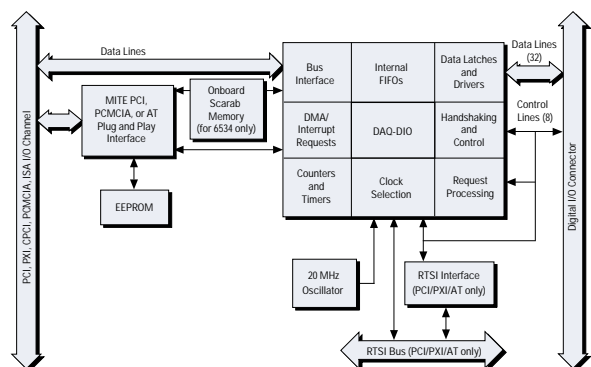 Data Lines
MITE PCI,
PCMCIA, or AT
Plug and Play
Interface
Onboard
Scarab
Memory
(for 6534 only)
EEPROM
Bus
Interface
Internal
FIFOs
Data Latches
and
Drivers
DMA/
Interrupt
Requests
DAQ-DIO
Handshaking
and
Control
Counters
and
Timers
Clock
Selection
Request
Processing
Data Lines
(32)
Control
Lines (8)
20 MHz
Oscillator
RTSI Interface
(PCI/PXI/AT only)
RTSI Bus (PCI/PXI/AT only)
PCI, PXI, CPCI, PCMCIA, ISA I/O Channel
Digital I/O Connector